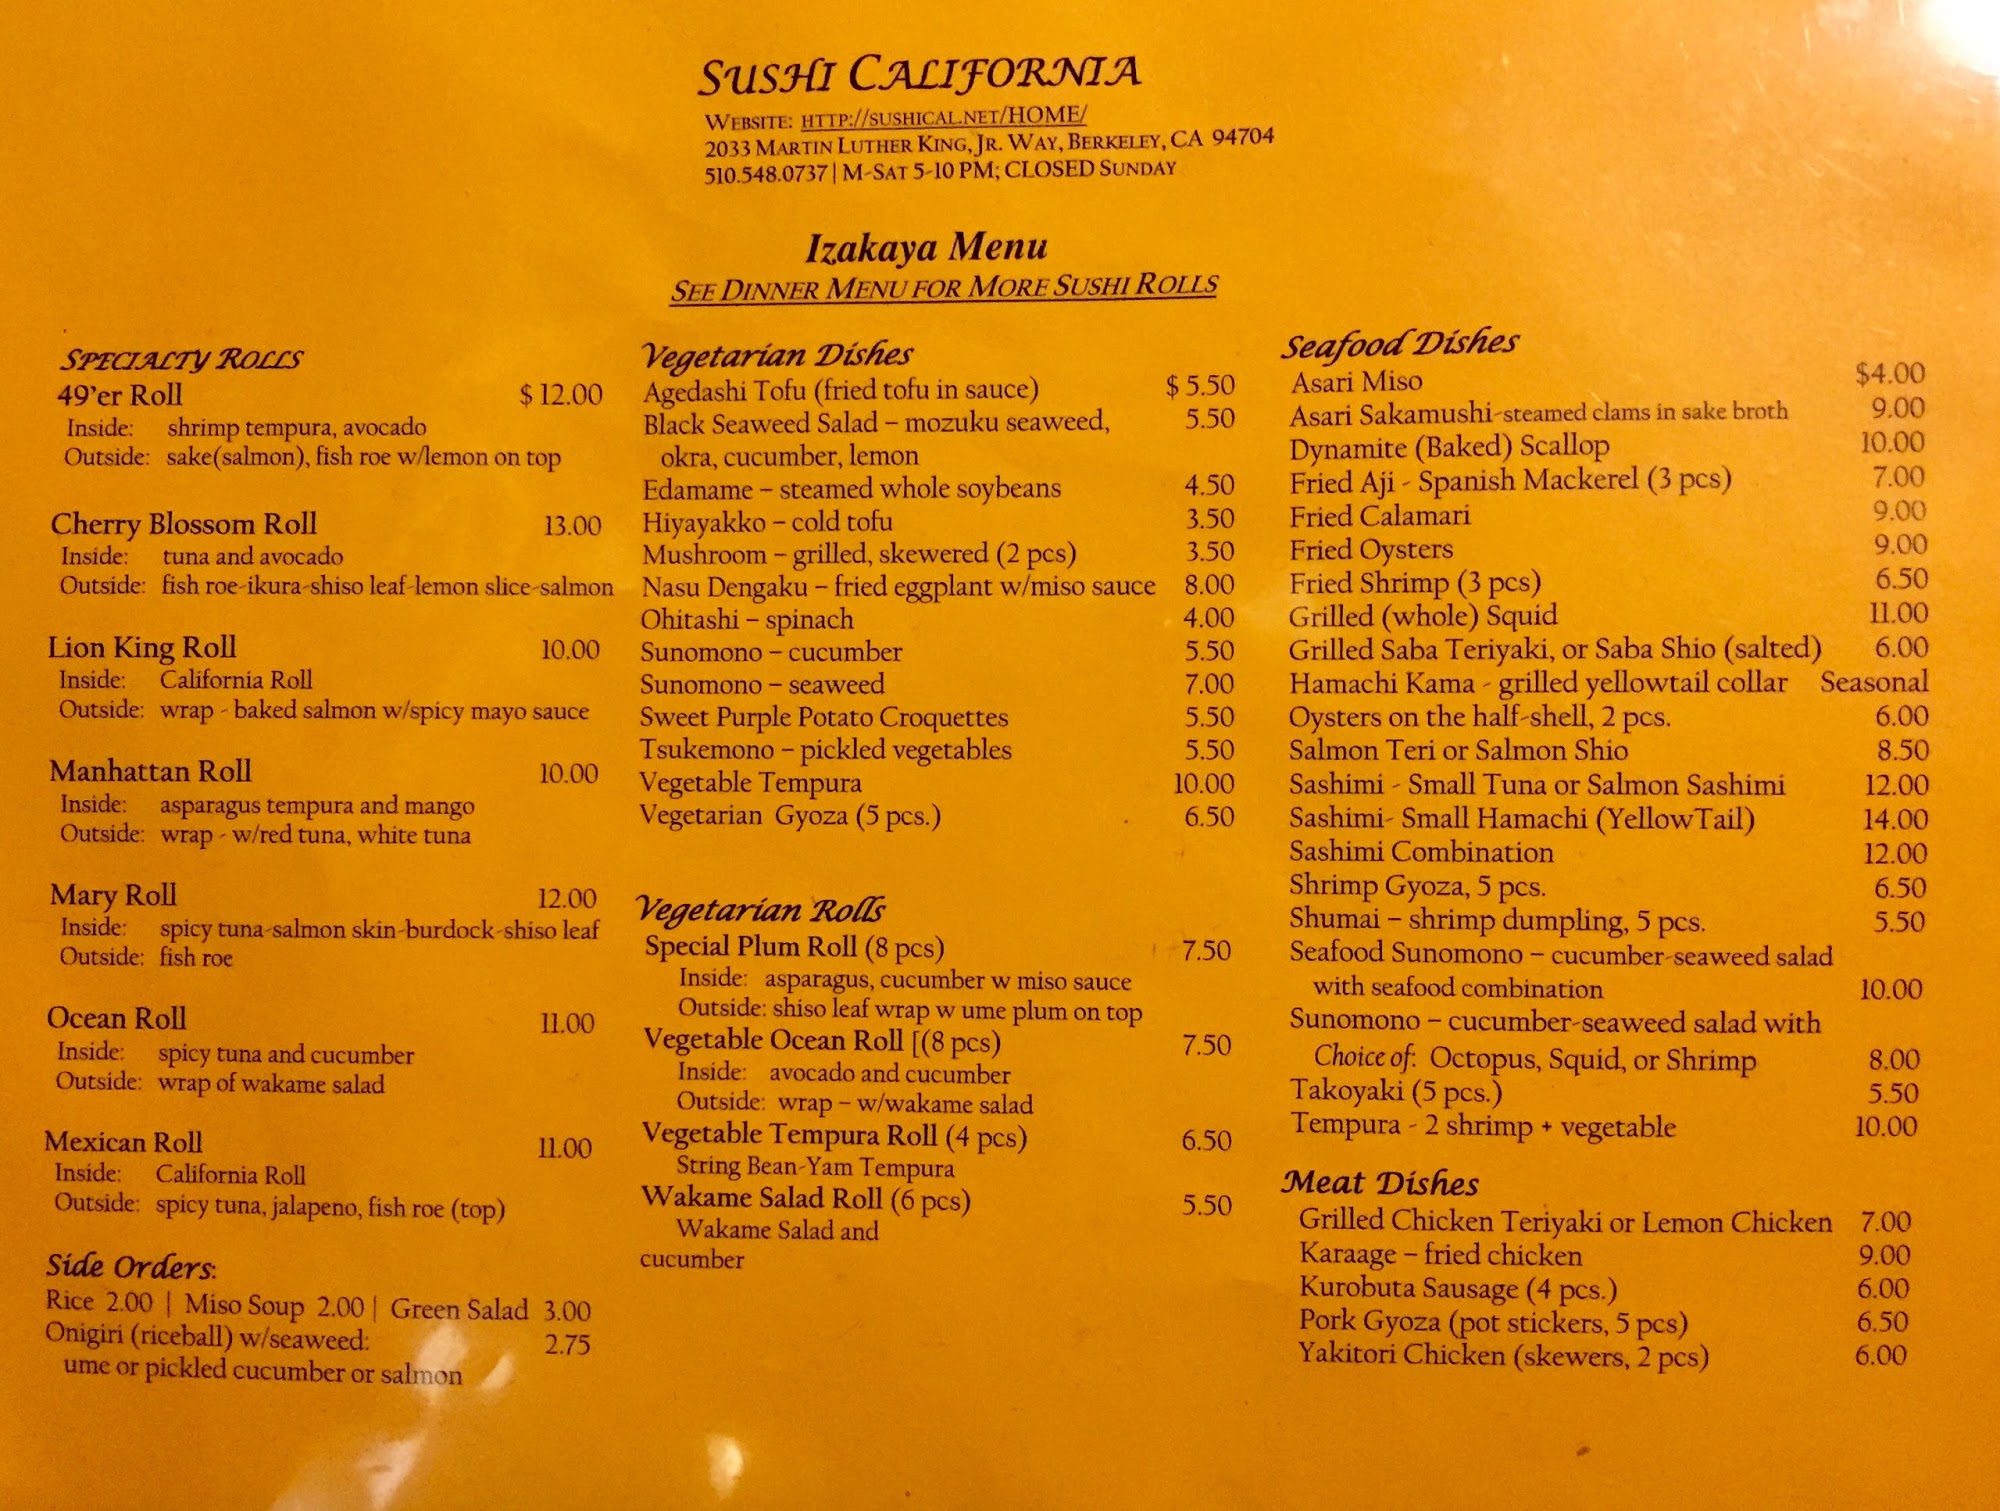 SUSHI CALIFORNIA
WEBSITE: HTTP://SUSHICAL.NET/HOME/
2033 MARTIN LUTHER KING, JR. WAY, BERKELEY, CA 94704
510.548.0737 | M-SAT 5-10 PM; CLOSED SUNDAY
Izakaya Menu
SEE DINNER MENU FOR MORE SUSHI ROLLS
SPECIALTY ROLLS
49'er Roll $ 12.00
Inside: shrimp tempura, avocado
Outside: sake(salmon), fish roe w/lemon on top
Cherry Blossom Roll 13.00
Inside: tuna and avocado
Outside: fish roe-ikura-shiso leaf-lemon slice-salmon
Lion King Roll 10.00
Inside: California Roll
Outside: wrap - baked salmon w/spicy mayo sauce
Manhattan Roll 10.00
Inside: asparagus tempura and mango
Outside: wrap - w/red tuna, white tuna
Mary Roll 12.00
Inside: spicy tuna-salmon skin-burdock-shiso leaf
Outside: fish roe
Ocean Roll 11.00
Inside: spicy tuna and cucumber
Outside: wrap of wakame salad
Mexican Roll 11.00
Inside: California Roll
Outside: spicy tuna, jalapeno, fish roe (top)
Side Orders:
Rice 2.00 | Miso Soup 2.00 | Green Salad 3.00
Onigiri (riceball) w/seaweed: 2.75
ume or pickled cucumber or salmon
Vegetarian Dishes
Agedashi Tofu (fried tofu in sauce) $ 5.50
Black Seaweed Salad – mozuku seaweed, 5.50
okra, cucumber, lemon
Edamame – steamed whole soybeans 4.50
Hiyayakko – cold tofu 3.50
Mushroom – grilled, skewered (2 pcs) 3.50
Nasu Dengaku – fried eggplant w/miso sauce 8.00
Ohitashi – spinach 4.00
Sunomono – cucumber 5.50
Sunomono – seaweed 7.00
Sweet Purple Potato Croquettes 5.50
Tsukemono – pickled vegetables 5.50
Vegetable Tempura 10.00
Vegetarian Gyoza (5 pcs.) 6.50
Vegetarian Rolls
Special Plum Roll (8 pcs) 7.50
Inside: asparagus, cucumber w miso sauce
Outside: shiso leaf wrap w ume plum on top
Vegetable Ocean Roll [(8 pcs) 7.50
Inside: avocado and cucumber
Outside: wrap – w/wakame salad
Vegetable Tempura Roll (4 pcs) 6.50
String Bean-Yam Tempura
Wakame Salad Roll (6 pcs) 5.50
Wakame Salad and
cucumber
Seafood Dishes
Asari Miso $4.00
Asari Sakamushi-steamed clams in sake broth 9.00
Dynamite (Baked) Scallop 10.00
Fried Aji - Spanish Mackerel (3 pcs) 7.00
Fried Calamari 9.00
Fried Oysters 9.00
Fried Shrimp (3 pcs) 6.50
Grilled (whole) Squid 11.00
Grilled Saba Teriyaki, or Saba Shio (salted) 6.00
Hamachi Kama - grilled yellowtail collar Seasonal
Oysters on the half-shell, 2 pcs. 6.00
Salmon Teri or Salmon Shio 8.50
Sashimi - Small Tuna or Salmon Sashimi 12.00
Sashimi- Small Hamachi (YellowTail) 14.00
Sashimi Combination 12.00
Shrimp Gyoza, 5 pcs. 6.50
Shumai – shrimp dumpling, 5 pcs. 5.50
Seafood Sunomono – cucumber-seaweed salad
with seafood combination 10.00
Sunomono – cucumber-seaweed salad with
Choice of: Octopus, Squid, or Shrimp 8.00
Takoyaki (5 pcs.) 5.50
Tempura - 2 shrimp + vegetable 10.00
Meat Dishes
Grilled Chicken Teriyaki or Lemon Chicken 7.00
Karaage – fried chicken 9.00
Kurobuta Sausage (4 pcs.) 6.00
Pork Gyoza (pot stickers, 5 pcs) 6.50
Yakitori Chicken (skewers, 2 pcs) 6.00